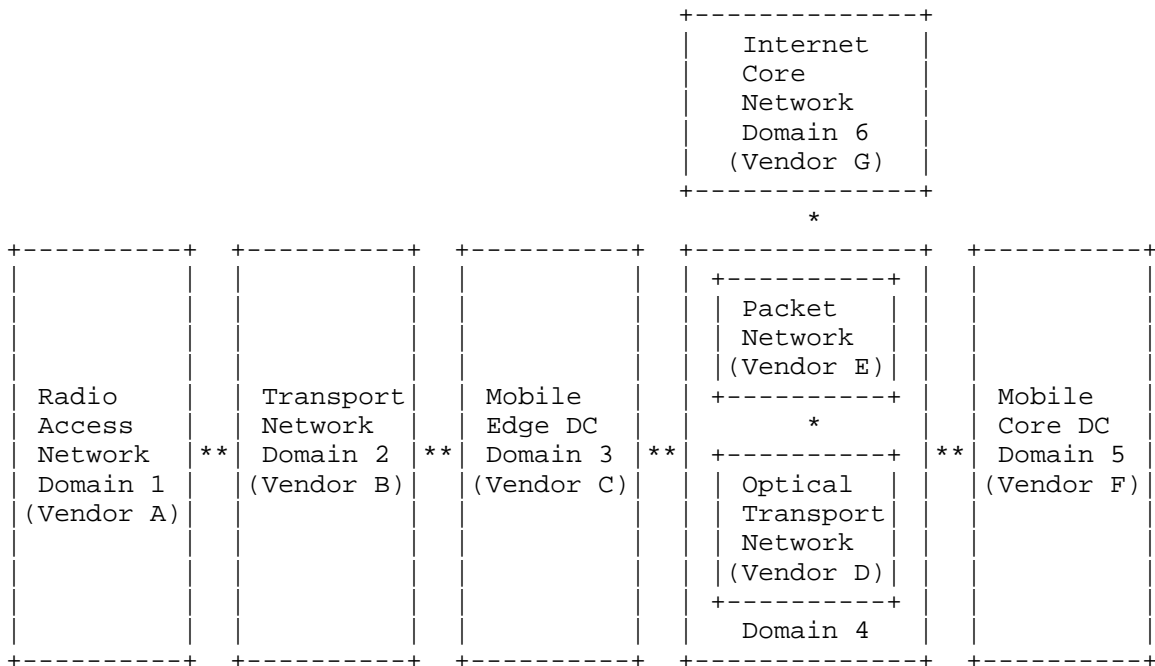 Internet
Core
Network
Domain 6
(Vendor G)
*
Packet
Network
(Vendor E)
Radio Transport Mobile Mobile
Access Network Edge DC * Core DC
Network ** Domain 2 ** Domain 3 ** ** Domain 5
Domain 1 (Vendor B) (Vendor C) Optical (Vendor F)
(Vendor A) Transport
Network
(Vendor D)
Domain 4